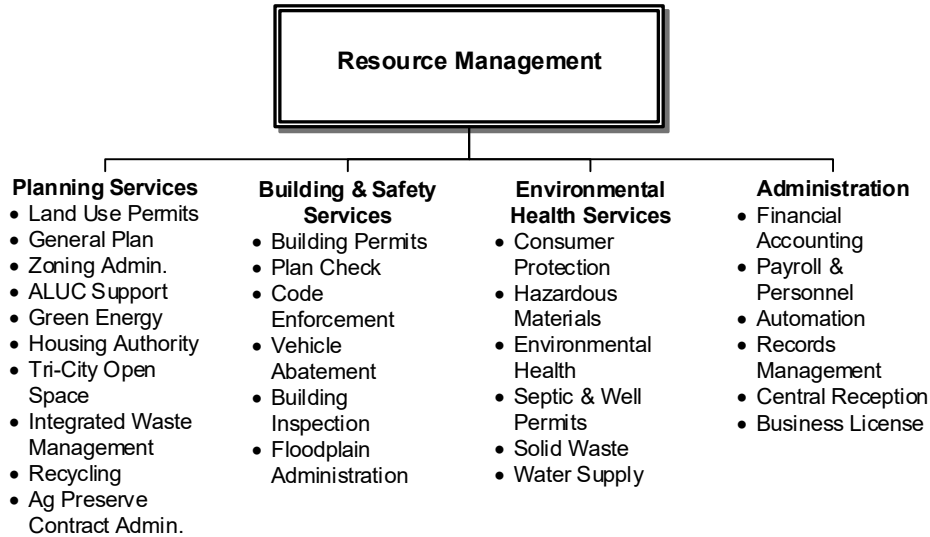 Resource Management
Planning Services
• Land Use Permits
• General Plan
• Zoning Admin.
• ALUC Support
• Green Energy
• Housing Authority
• Tri-City Open
Space
• Integrated Waste
Management
• Recycling
• Ag Preserve
Contract Admin.
Building & Safety
Services
• Building Permits
• Plan Check
• Code
Enforcement
• Vehicle
Abatement
• Building
Inspection
• Floodplain
Administration
Environmental
Health Services
• Consumer
Protection
• Hazardous
Materials
• Environmental
Health
• Septic & Well
Permits
• Solid Waste
• Water Supply
Administration
• Financial
Accounting
• Payroll &
Personnel
• Automation
• Records
Management
• Central Reception
• Business License